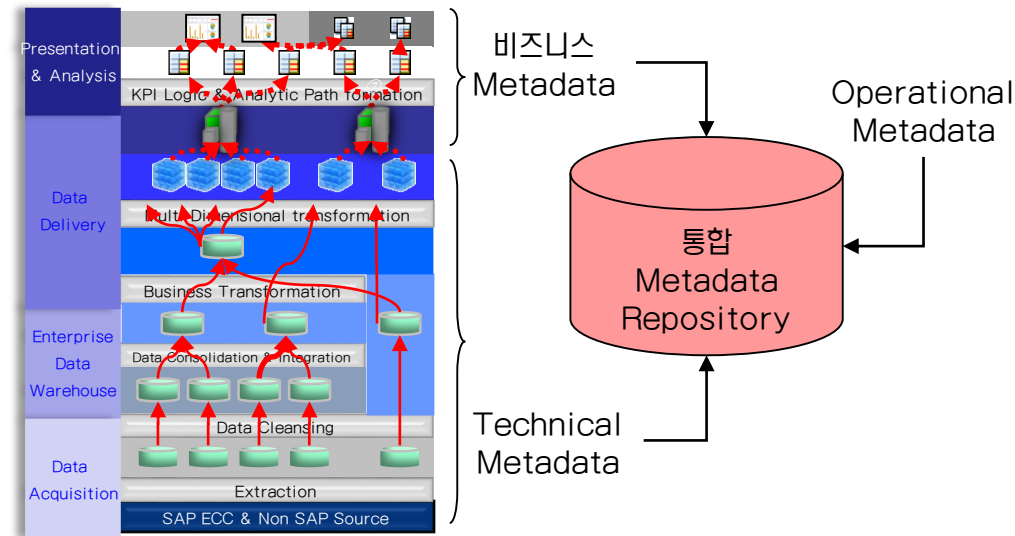 Presentation
& Analysis
KPI Logic & Analytic Path formation
Data
Delivery
Multi Dimensional transformation
Business Transformation
Enterprise
Data
Warehouse
Data Consolidation & Integration
Data Cleansing
Data
Acquisition
Extraction
SAP ECC & Non SAP Source
비즈니스
Metadata
Technical
Metadata
Operational
Metadata
통합
Metadata
Repository